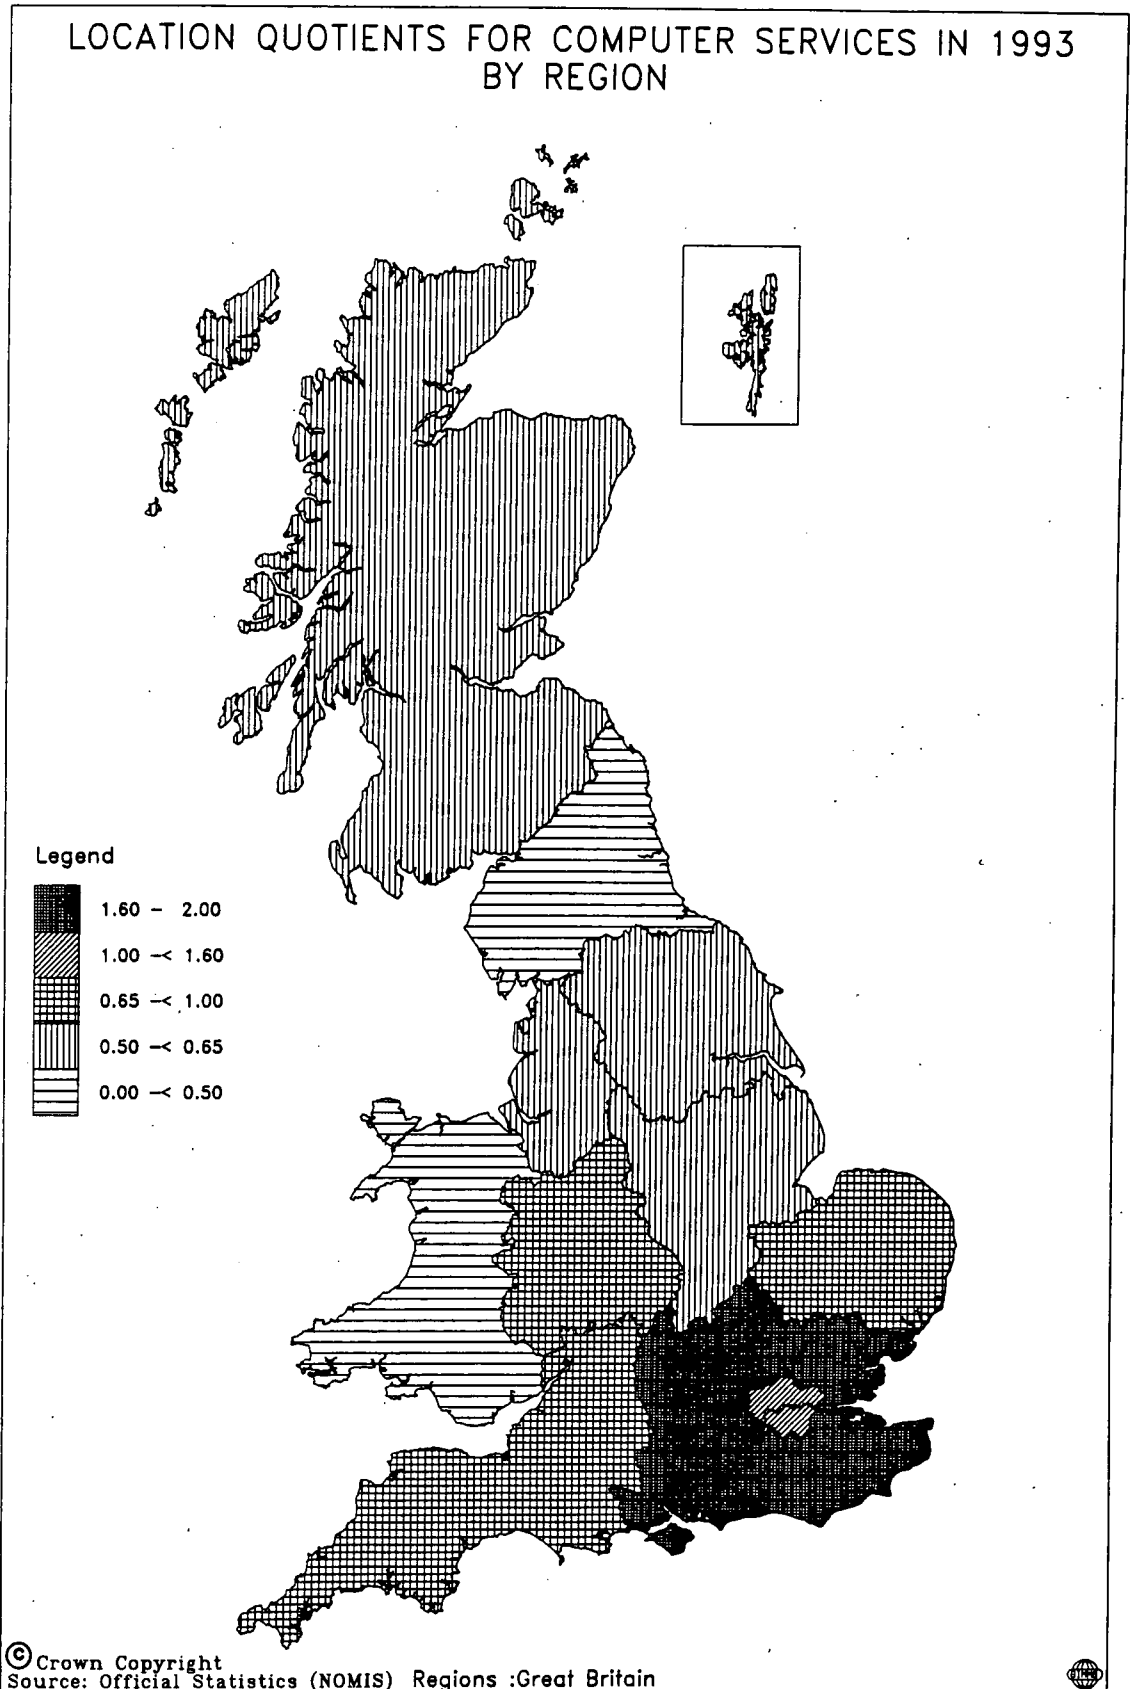 LOCATION QUOTIENTS FOR COMPUTER SERVICES IN 1993
BY REGION
Legend
1.60 - 2.00
1.00 -< 1.60
0.65 -< 1.00
0.50 -< 0.65
0.00 -< 0.50
© Crown Copyright
Source: Official Statistics (NOMIS) Regions :Great Britain